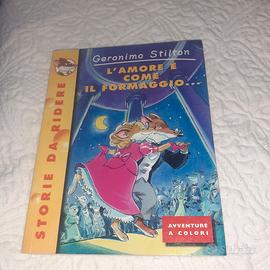 Geronimo Stilton
L'AMORE È
COME
IL FORMAGGIO...
STORIE DA RIDERE
AVVENTURE
A COLORI